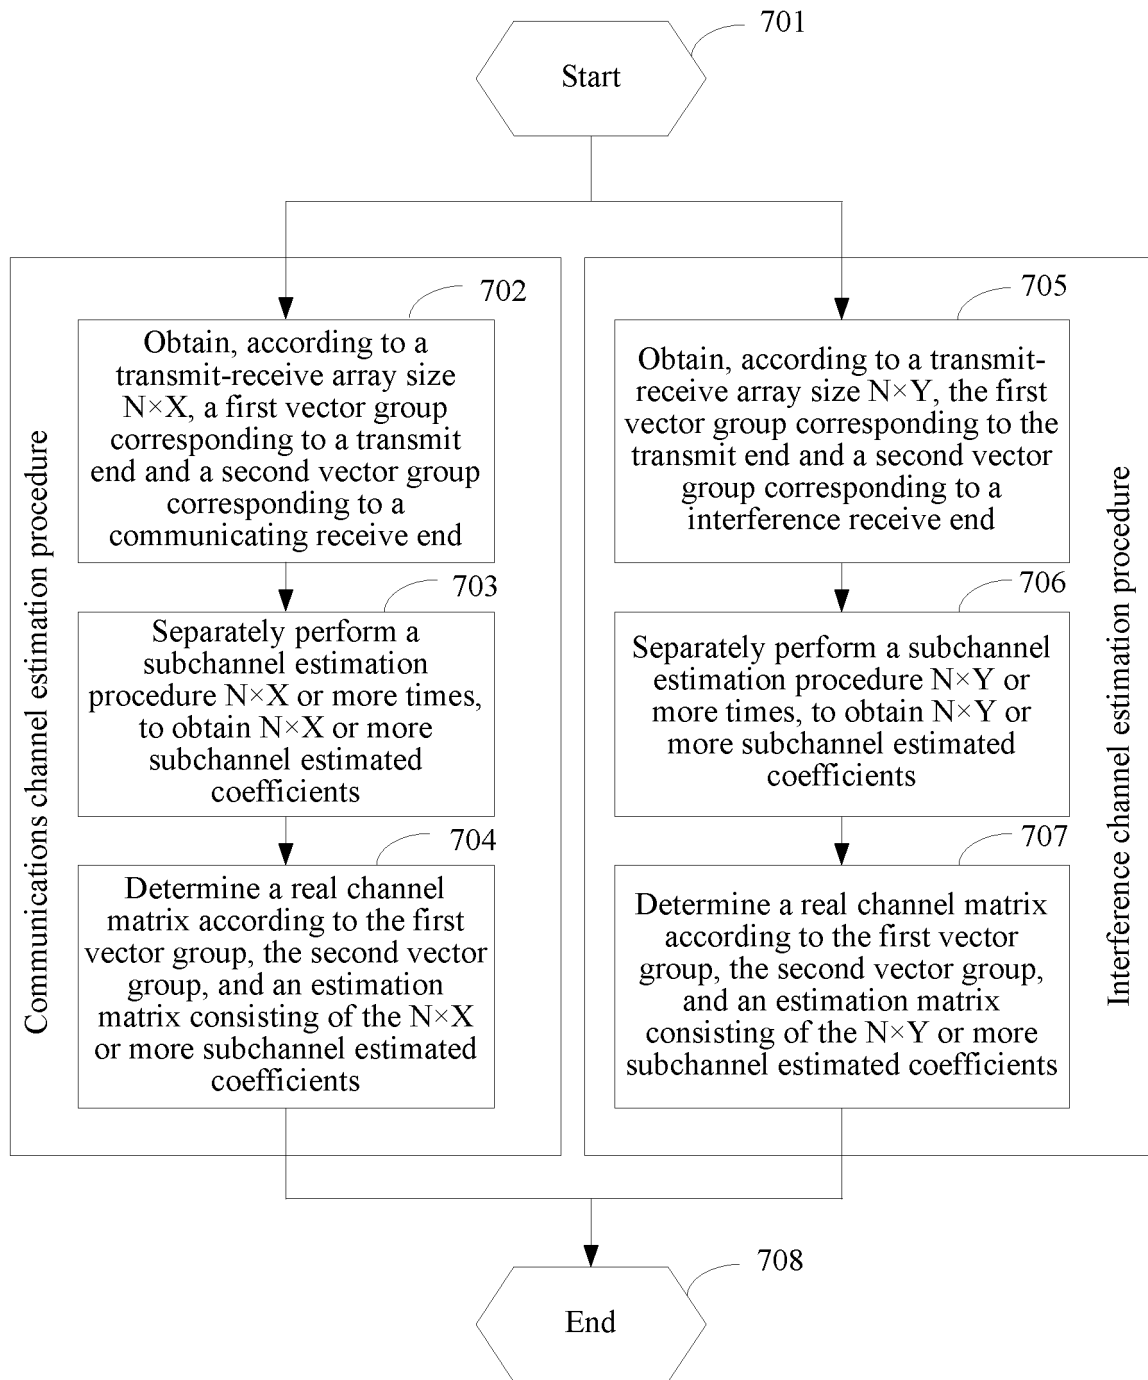 701
Start
Communications channel estimation procedure
702
Obtain, according to a
transmit-receive array size
N×X, a first vector group
corresponding to a transmit
end and a second vector group
corresponding to a
communicating receive end
703
Separately perform a
subchannel estimation
procedure N×X or more times,
to obtain N×X or more
subchannel estimated
coefficients
704
Determine a real channel
matrix according to the first
vector group, the second vector
group, and an estimation
matrix consisting of the N×X
or more subchannel estimated
coefficients
705
Obtain, according to a transmit-
receive array size N×Y, the first
vector group corresponding to the
transmit end and a second vector
group corresponding to a
interference receive end
706
Separately perform a subchannel
estimation procedure N×Y or
more times, to obtain N×Y or
more subchannel estimated
coefficients
707
Determine a real channel matrix
according to the first vector
group, the second vector group,
and an estimation matrix
consisting of the N×Y or more
subchannel estimated coefficients
Interference channel estimation procedure
708
End